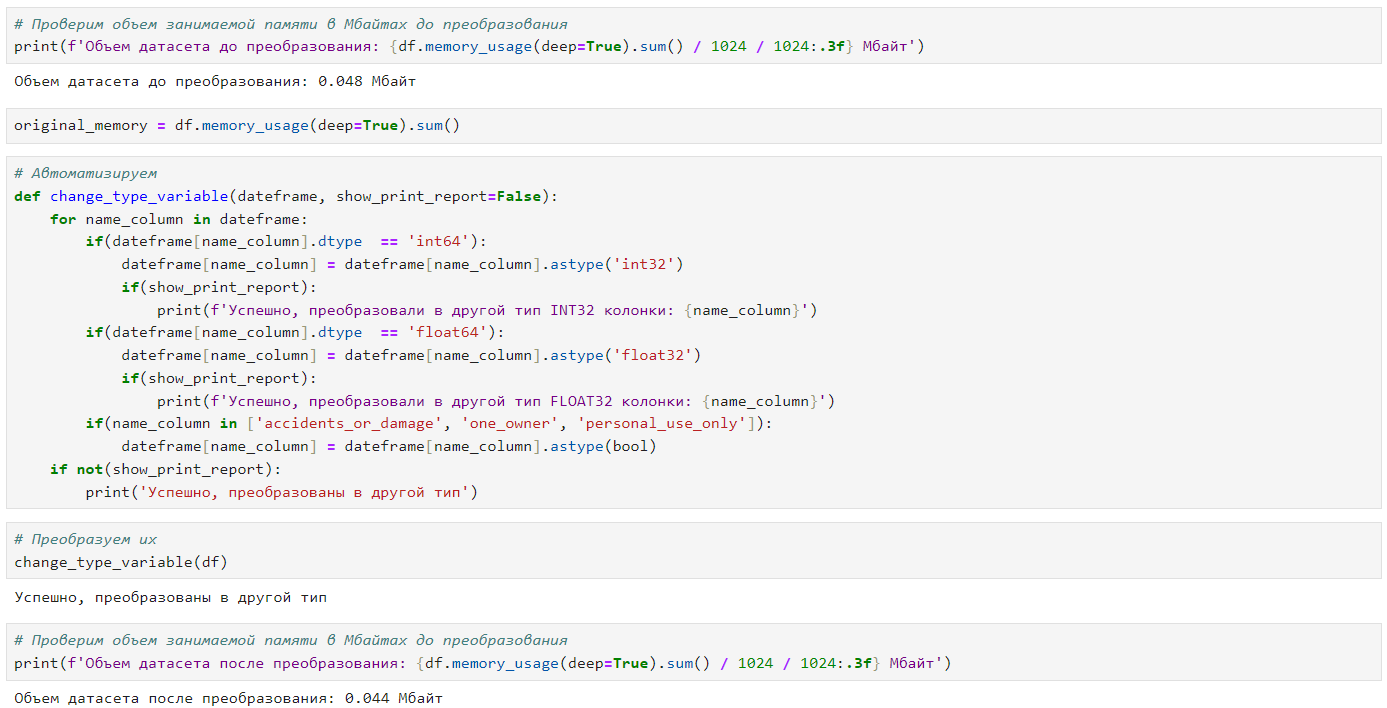 # Проверим объем занимаемой памяти в Мбайтах до преобразования
print(f'Объем датасета до преобразования: {df.memory_usage(deep=True).sum() / 1024 / 1024:.3f} Мбайт')
Объем датасета до преобразования: 0.048 Мбайт
original_memory = df.memory_usage(deep=True).sum()
# Автоматизируем
def change_type_variable(dateframe, show_print_report=False):
    for name_column in dateframe:
        if(dateframe[name_column].dtype  == 'int64'):
            dateframe[name_column] = dateframe[name_column].astype('int32')
            if(show_print_report):
                print(f'Успешно, преобразовали в другой тип INT32 колонки: {name_column}')
        if(dateframe[name_column].dtype  == 'float64'):
            dateframe[name_column] = dateframe[name_column].astype('float32')
            if(show_print_report):
                print(f'Успешно, преобразовали в другой тип FLOAT32 колонки: {name_column}')
        if(name_column in ['accidents_or_damage', 'one_owner', 'personal_use_only']):
            dateframe[name_column] = dateframe[name_column].astype(bool)
    if not(show_print_report):
        print('Успешно, преобразованы в другой тип')
# Преобразуем их
change_type_variable(df)
Успешно, преобразованы в другой тип
# Проверим объем занимаемой памяти в Мбайтах до преобразования
print(f'Объем датасета после преобразования: {df.memory_usage(deep=True).sum() / 1024 / 1024:.3f} Мбайт')
Объем датасета после преобразования: 0.044 Мбайт